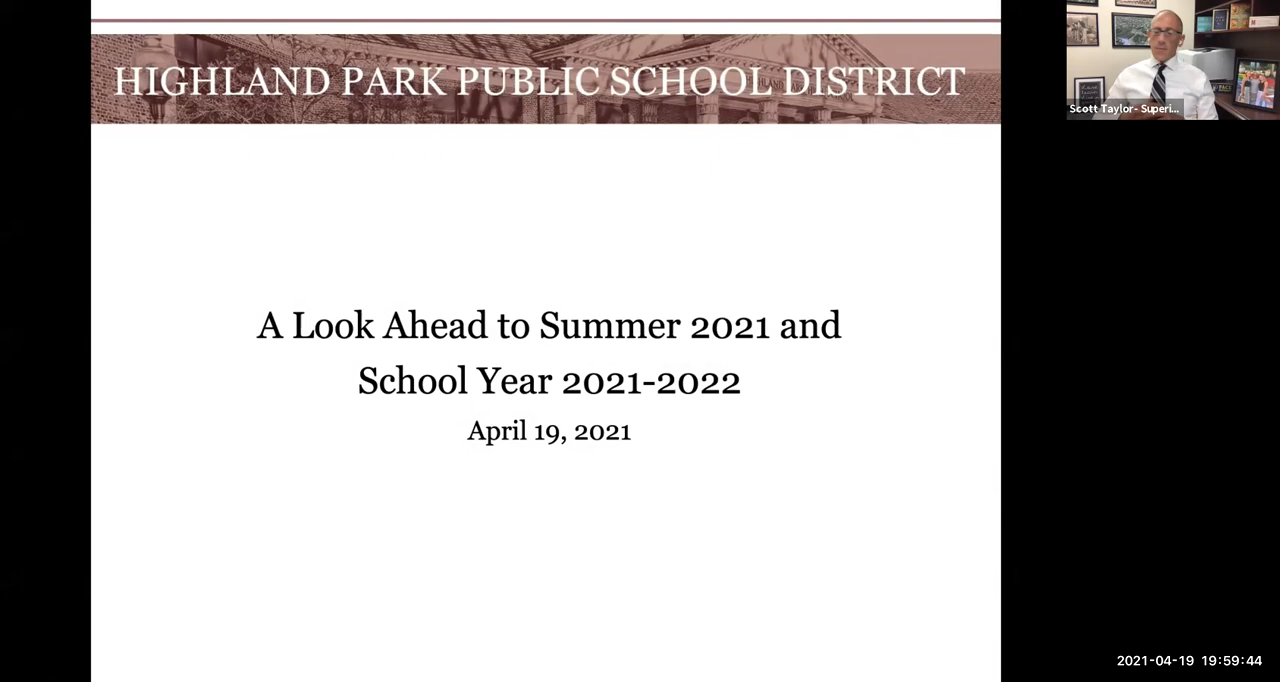 HIGHLAND PARK PUBLIC SCHOOL DISTRICT
Scott Taylor- Superi...
A Look Ahead to Summer 2021 and
School Year 2021-2022
April 19, 2021
2021-04-19 19:59:44